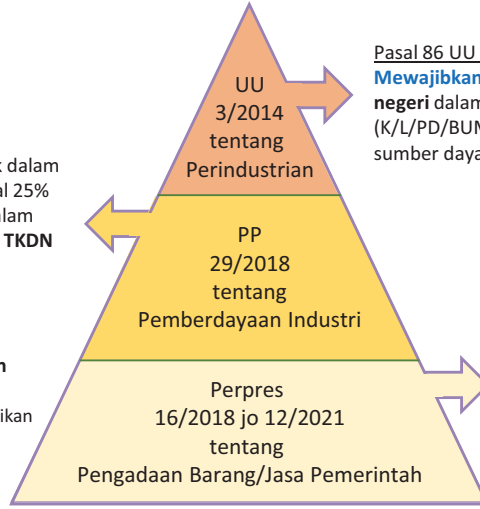 UU
3/2014
tentang
Perindustrian
Pasal 86 UU
Mewajibkan
negeri dalam
(K/L/PD/BUM
sumber daya
k dalam
al 25%
alam
TKDN
PP
29/2018
tentang
Pemberdayaan Industri
n
ikan
Perpres
16/2018 jo 12/2021
tentang
Pengadaan Barang/Jasa Pemerintah